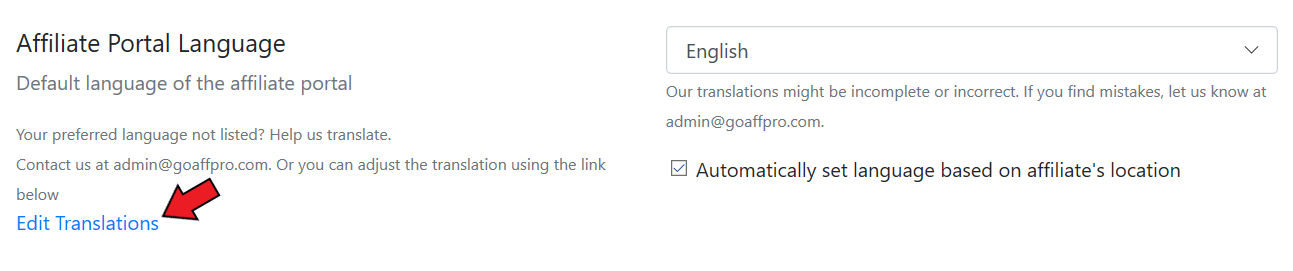 Affiliate Portal Language
Default language of the affiliate portal
Your preferred language not listed? Help us translate.
Contact us at admin@goaffpro.com. Or you can adjust the translation using the link
below
Edit Translations
English
Our translations might be incomplete or incorrect. If you find mistakes, let us know at
admin@goaffpro.com.
Automatically set language based on affiliate's location